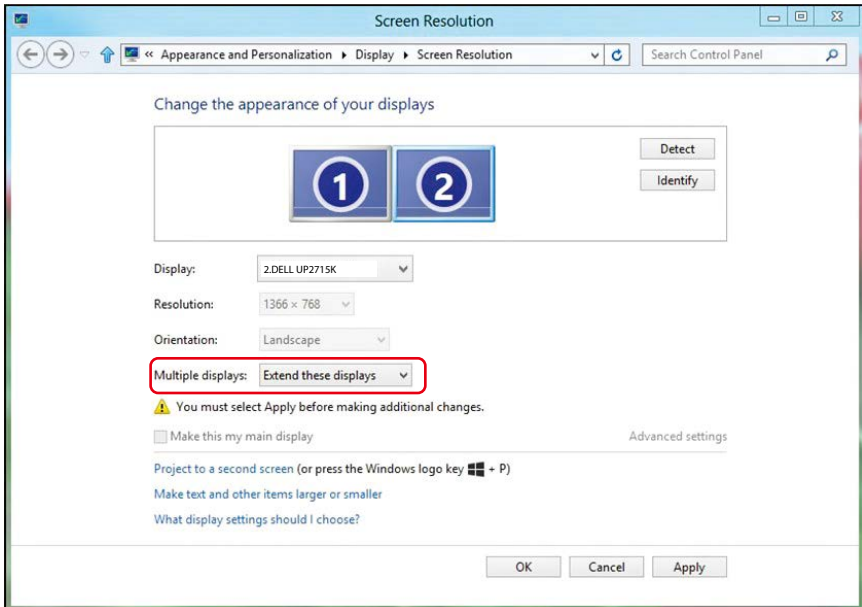 Screen Resolution
« Appearance and Personalization ▸ Display ▸ Screen Resolution
Search Control Panel
Change the appearance of your displays
1 2
Detect
Identify
Display: 2.DELL UP2715K
Resolution: 1366 × 768
Orientation: Landscape
Multiple displays: Extend these displays
You must select Apply before making additional changes.
Make this my main display Advanced settings
Project to a second screen (or press the Windows logo key + P)
Make text and other items larger or smaller
What display settings should I choose?
OK Cancel Apply